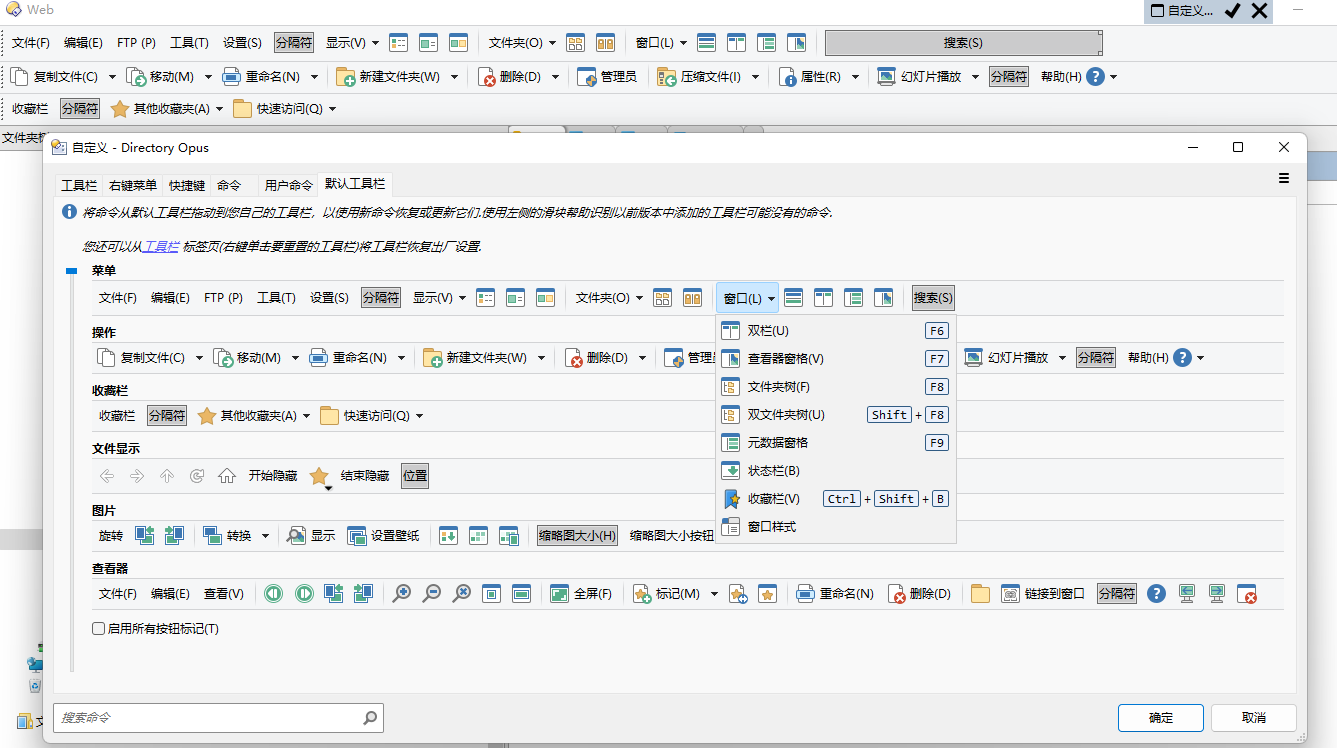 Web
自定义...
文件(F) 编辑(E) FTP (P) 工具(T) 设置(S) 分隔符 显示(V) 文件夹(O) 窗口(L) 搜索(S)
复制文件(C) 移动(M) 重命名(N) 新建文件夹(W) 删除(D) 管理员 压缩文件(I) 属性(R) 幻灯片播放 分隔符 帮助(H)
收藏栏 分隔符 其他收藏夹(A) 快速访问(Q)
文件夹
自定义 - Directory Opus
工具栏 右键菜单 快捷键 命令 用户命令 默认工具栏
将命令从默认工具栏拖动到您自己的工具栏，以使用新命令恢复或更新它们.使用左侧的滑块帮助识别以前版本中添加的工具栏可能没有的命令.
您还可以从工具栏 标签页(右键单击要重置的工具栏)将工具栏恢复出厂设置.
菜单
文件(F) 编辑(E) FTP (P) 工具(T) 设置(S) 分隔符 显示(V) 文件夹(O) 窗口(L) 搜索(S)
操作
复制文件(C) 移动(M) 重命名(N) 新建文件夹(W) 删除(D) 管理 幻灯片播放 分隔符 帮助(H)
收藏栏
收藏栏 分隔符 其他收藏夹(A) 快速访问(Q)
文件显示
开始隐藏 结束隐藏 位置
图片
旋转 转换 显示 设置壁纸 缩略图大小(H) 缩略图大小按钮
查看器
文件(F) 编辑(E) 查看(V) 全屏(F) 标记(M) 重命名(N) 删除(D) 链接到窗口 分隔符
启用所有按钮标记(T)
双栏(U) F6
查看器窗格(V) F7
文件夹树(F) F8
双文件夹树(U) Shift + F8
元数据窗格 F9
状态栏(B)
收藏栏(V) Ctrl + Shift + B
窗口样式
搜索命令
确定 取消